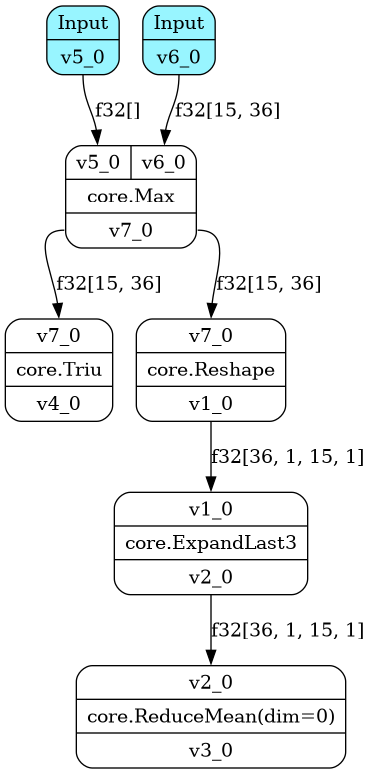 Input
v5_0
Input
v6_0
f32[]
f32[15, 36]
v5_0
v6_0
core.Max
v7_0
f32[15, 36]
f32[15, 36]
v7_0
core.Triu
v4_0
v7_0
core.Reshape
v1_0
f32[36, 1, 15, 1]
v1_0
core.ExpandLast3
v2_0
f32[36, 1, 15, 1]
v2_0
core.ReduceMean(dim=0)
v3_0